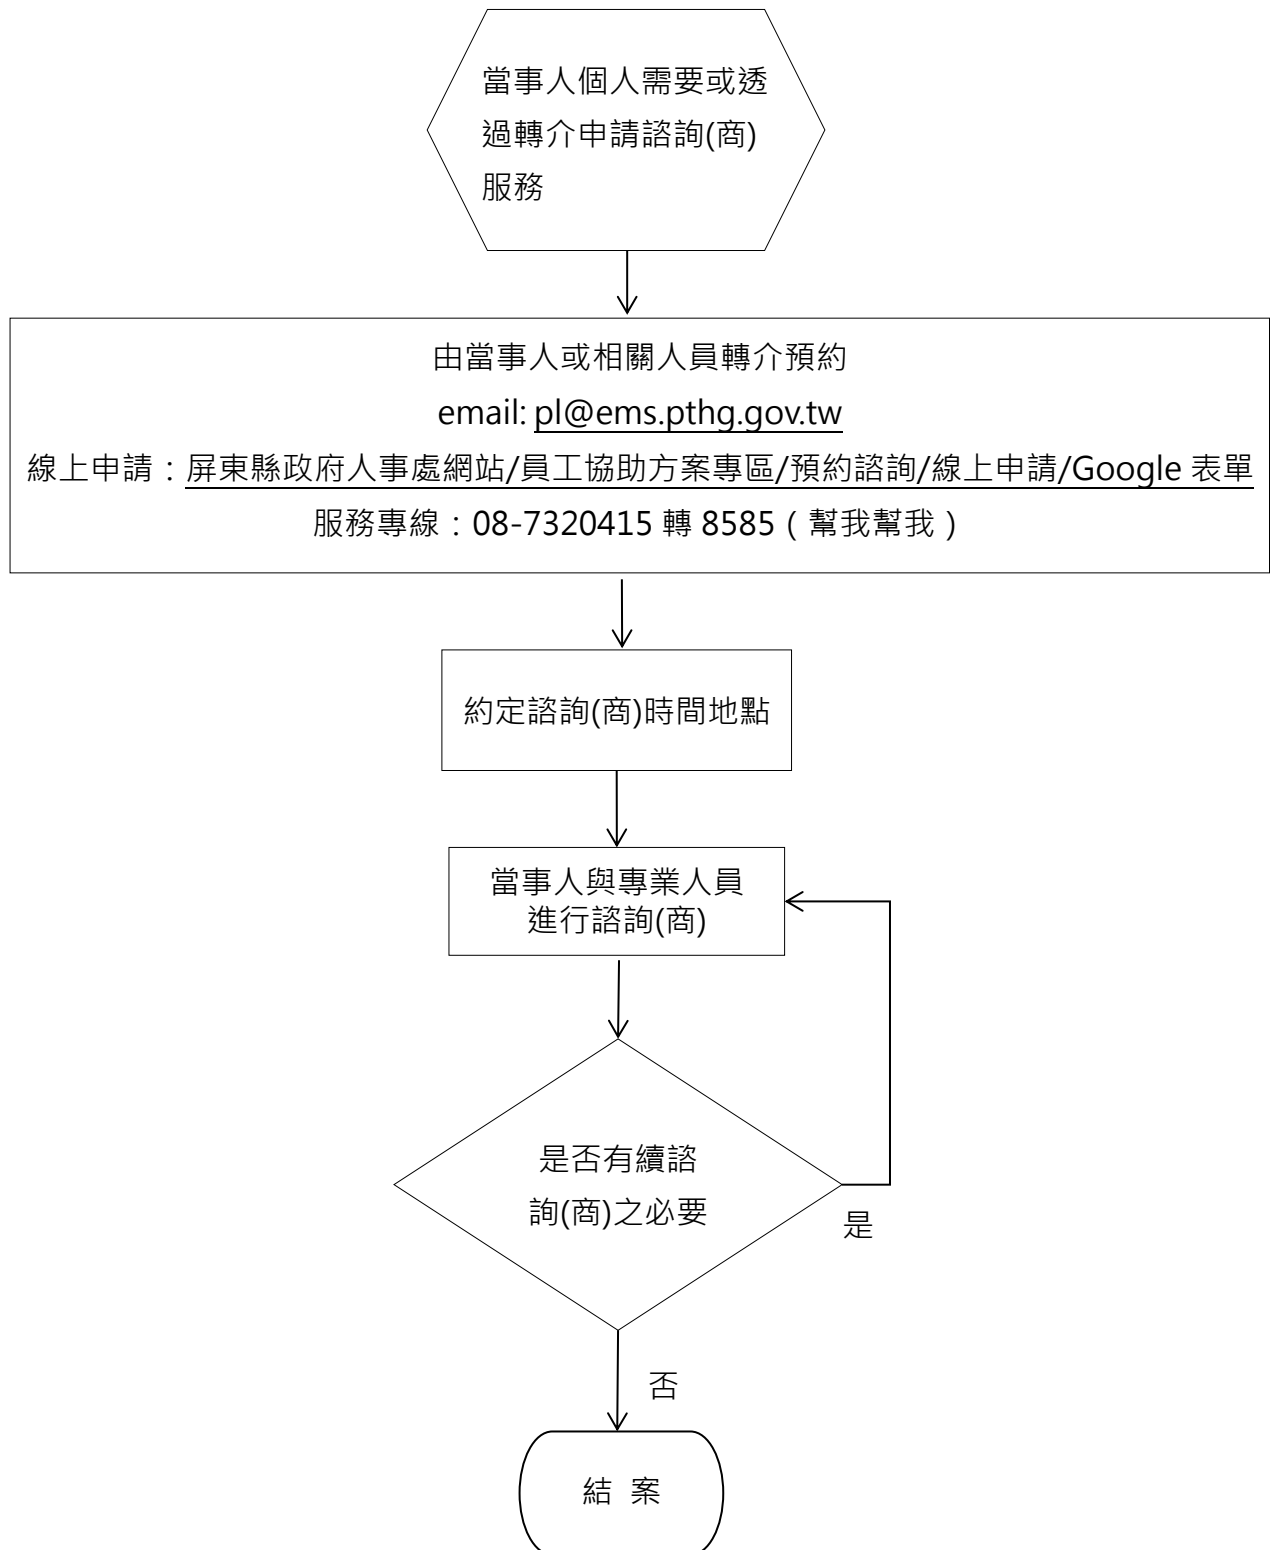 當事人個人需要或透
過轉介申請諮詢(商)
服務
由當事人或相關人員轉介預約
email: pl@ems.pthg.gov.tw
線上申請：屏東縣政府人事處網站/員工協助方案專區/預約諮詢/線上申請/Google 表單
服務專線：08-7320415 轉 8585（幫我幫我）
約定諮詢(商)時間地點
當事人與專業人員
進行諮詢(商)
是否有續諮
詢(商)之必要
是
否
結 案